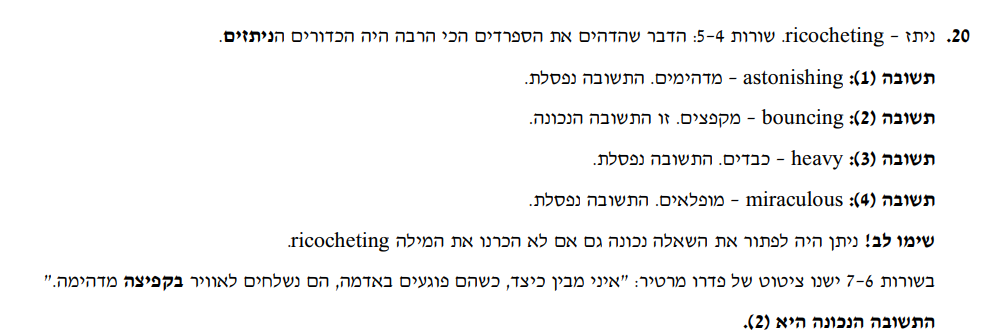 20. ניתז – ricocheting. שורות 5–4: הדבר שהדהים את הספרדים הכי הרבה היה הכדורים הניתזים.
תשובה (1): astonishing – מדהימים. התשובה נפסלת.
תשובה (2): bouncing – מקפצים. זו התשובה הנכונה.
תשובה (3): heavy – כבדים. התשובה נפסלת.
תשובה (4): miraculous – מופלאים. התשובה נפסלת.
שימו לב! ניתן היה לפתור את השאלה נכונה גם אם לא הכרנו את המילה ricocheting.
בשורות 7–6 ישנו ציטוט של פדרו מרטיר: "איני מבין כיצד, כשהם פוגעים באדמה, הם נשלחים לאוויר בקפיצה מדהימה."
התשובה הנכונה היא (2).